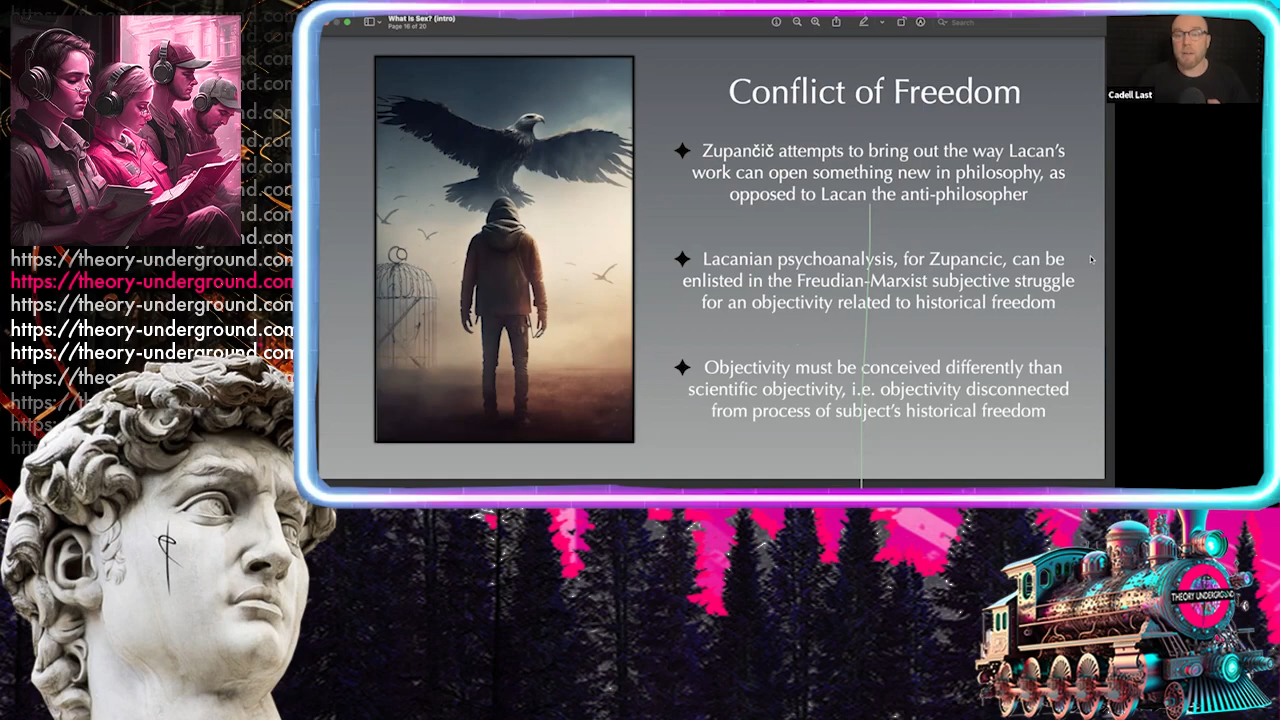 https://theory-underground.com
https://theory-underground.com
https://theory-underground.com
https://theory-underground.com
https://theory-underground.com
What is Sex? (intro)
Page 16 of 20
Search
Cadell Last
Conflict of Freedom
✦ Zupančič attempts to bring out the way Lacan's
work can open something new in philosophy, as
opposed to Lacan the anti-philosopher
✦ Lacanian psychoanalysis, for Zupancic, can be
enlisted in the Freudian-Marxist subjective struggle
for an objectivity related to historical freedom
✦ Objectivity must be conceived differently than
scientific objectivity, i.e. objectivity disconnected
from process of subject's historical freedom
THEORY UNDERGROUND